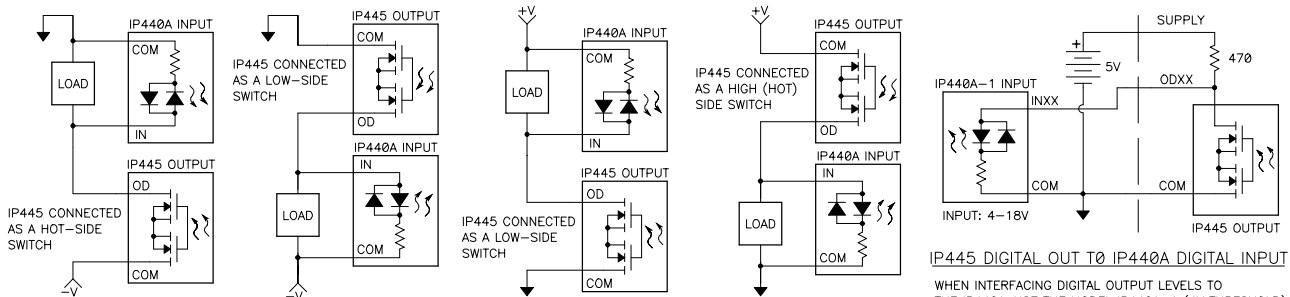 IP440A INPUT
COM
LOAD
IN
IP445 OUTPUT
OD
IP445 CONNECTED
AS A HOT-SIDE
SWITCH
COM
-V
IP445 OUTPUT
COM
IP445 CONNECTED
AS A LOW-SIDE
SWITCH
OD
IP440A INPUT
IN
LOAD
COM
-V
+V
IP440A INPUT
COM
LOAD
IN
IP445 OUTPUT
OD
IP445 CONNECTED
AS A LOW-SIDE
SWITCH
COM
+V
IP445 OUTPUT
COM
IP445 CONNECTED
AS A HIGH (HOT)
SIDE SWITCH
OD
IP440A INPUT
IN
LOAD
COM
SUPPLY
+
5V
470
IP440A-1 INPUT
INXX
ODXX
COM
COM
INPUT: 4-18V
IP445 OUTPUT
IP445 DIGITAL OUT TO IP440A DIGITAL INPUT
WHEN INTERFACING DIGITAL OUTPUT LEVELS TO